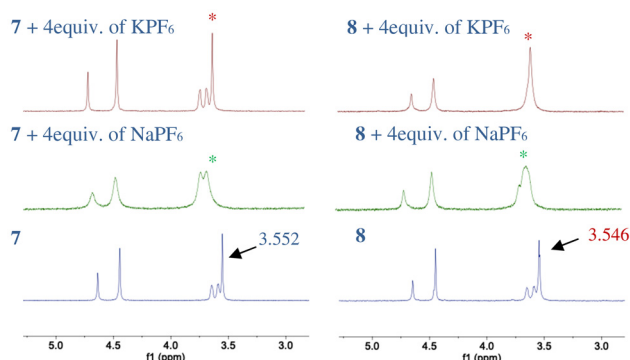 7 + 4equiv. of KPF6
*
8 + 4equiv. of KPF6
*
7 + 4equiv. of NaPF6
*
8 + 4equiv. of NaPF6
*
7
3.552
8
3.546
5.0 4.5 4.0 3.5 3.0
f1 (ppm)
5.0 4.5 4.0 3.5 3.0
f1 (ppm)